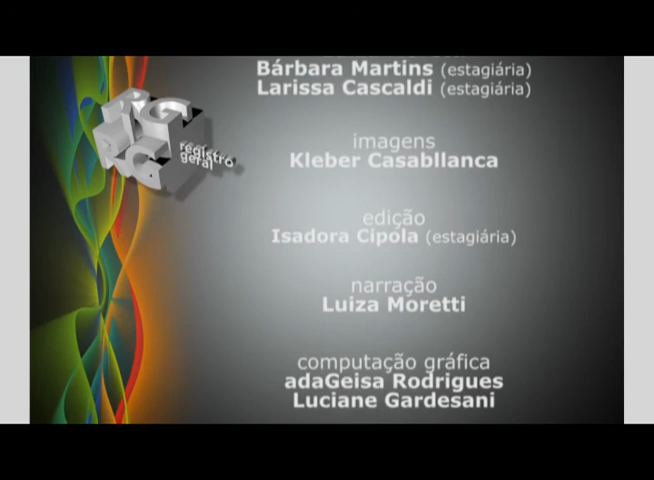 Bárbara Martins (estagiária)
Larissa Cascaldi (estagiária)
imagens
Kleber Casabllanca
edição
Isadora Cipola (estagiária)
narração
Luiza Moretti
computação gráfica
adaGeisa Rodrigues
Luciane Gardesani
RG
registro
geral